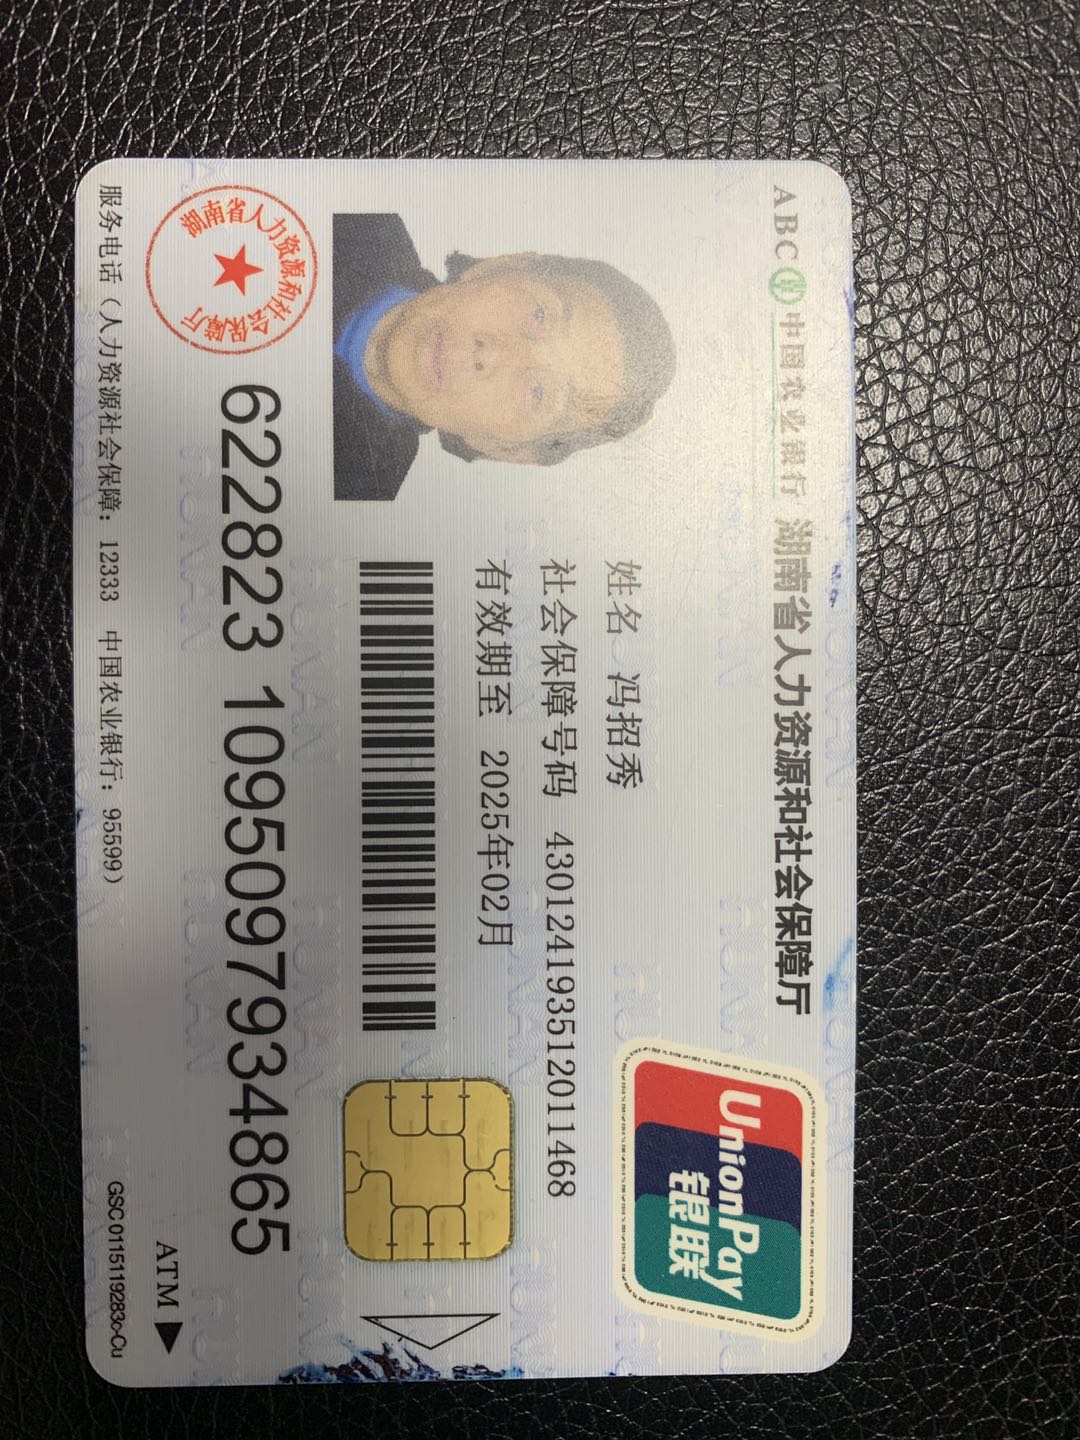 ABC 中国农业银行 湖南省人力资源和社会保障厅
姓名 冯招秀
社会保障号码 430124193512011468
有效期至 2025年02月
UnionPay
银联
湖南省人力资源和社会保障厅
622823 1095097934865
ATM
服务电话（人力资源社会保障：12333 中国农业银行：95599）